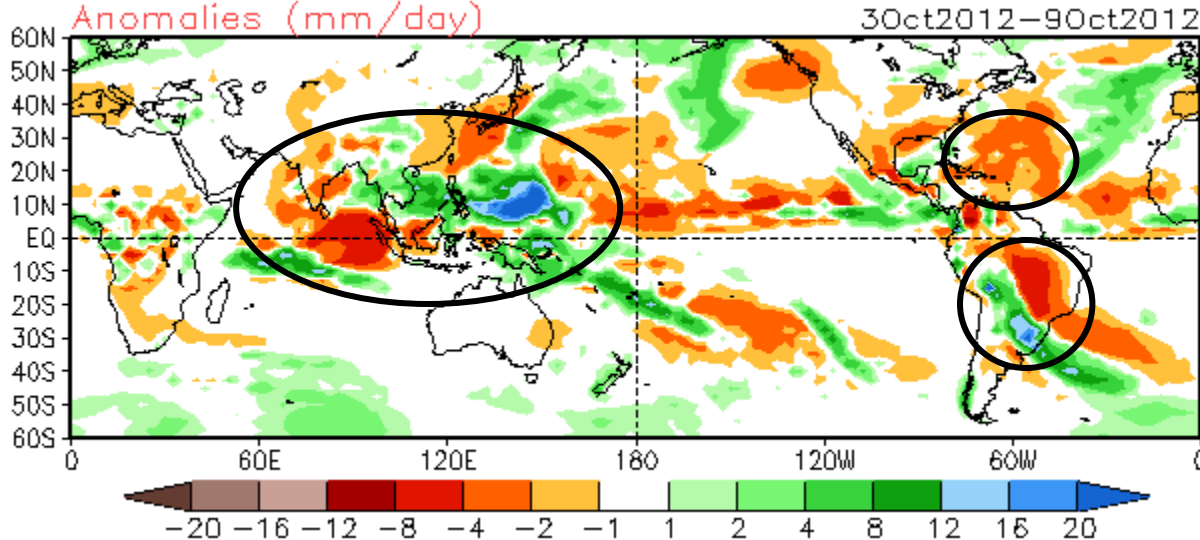 Anomalies (mm/day) 3Oct2012−9Oct2012
60N
50N
40N
30N
20N
10N
EQ
10S
20S
30S
40S
50S
60S
0 60E 120E 180 120W 60W 0
−20 −16 −12 −8 −4 −2 −1 1 2 4 8 12 16 20